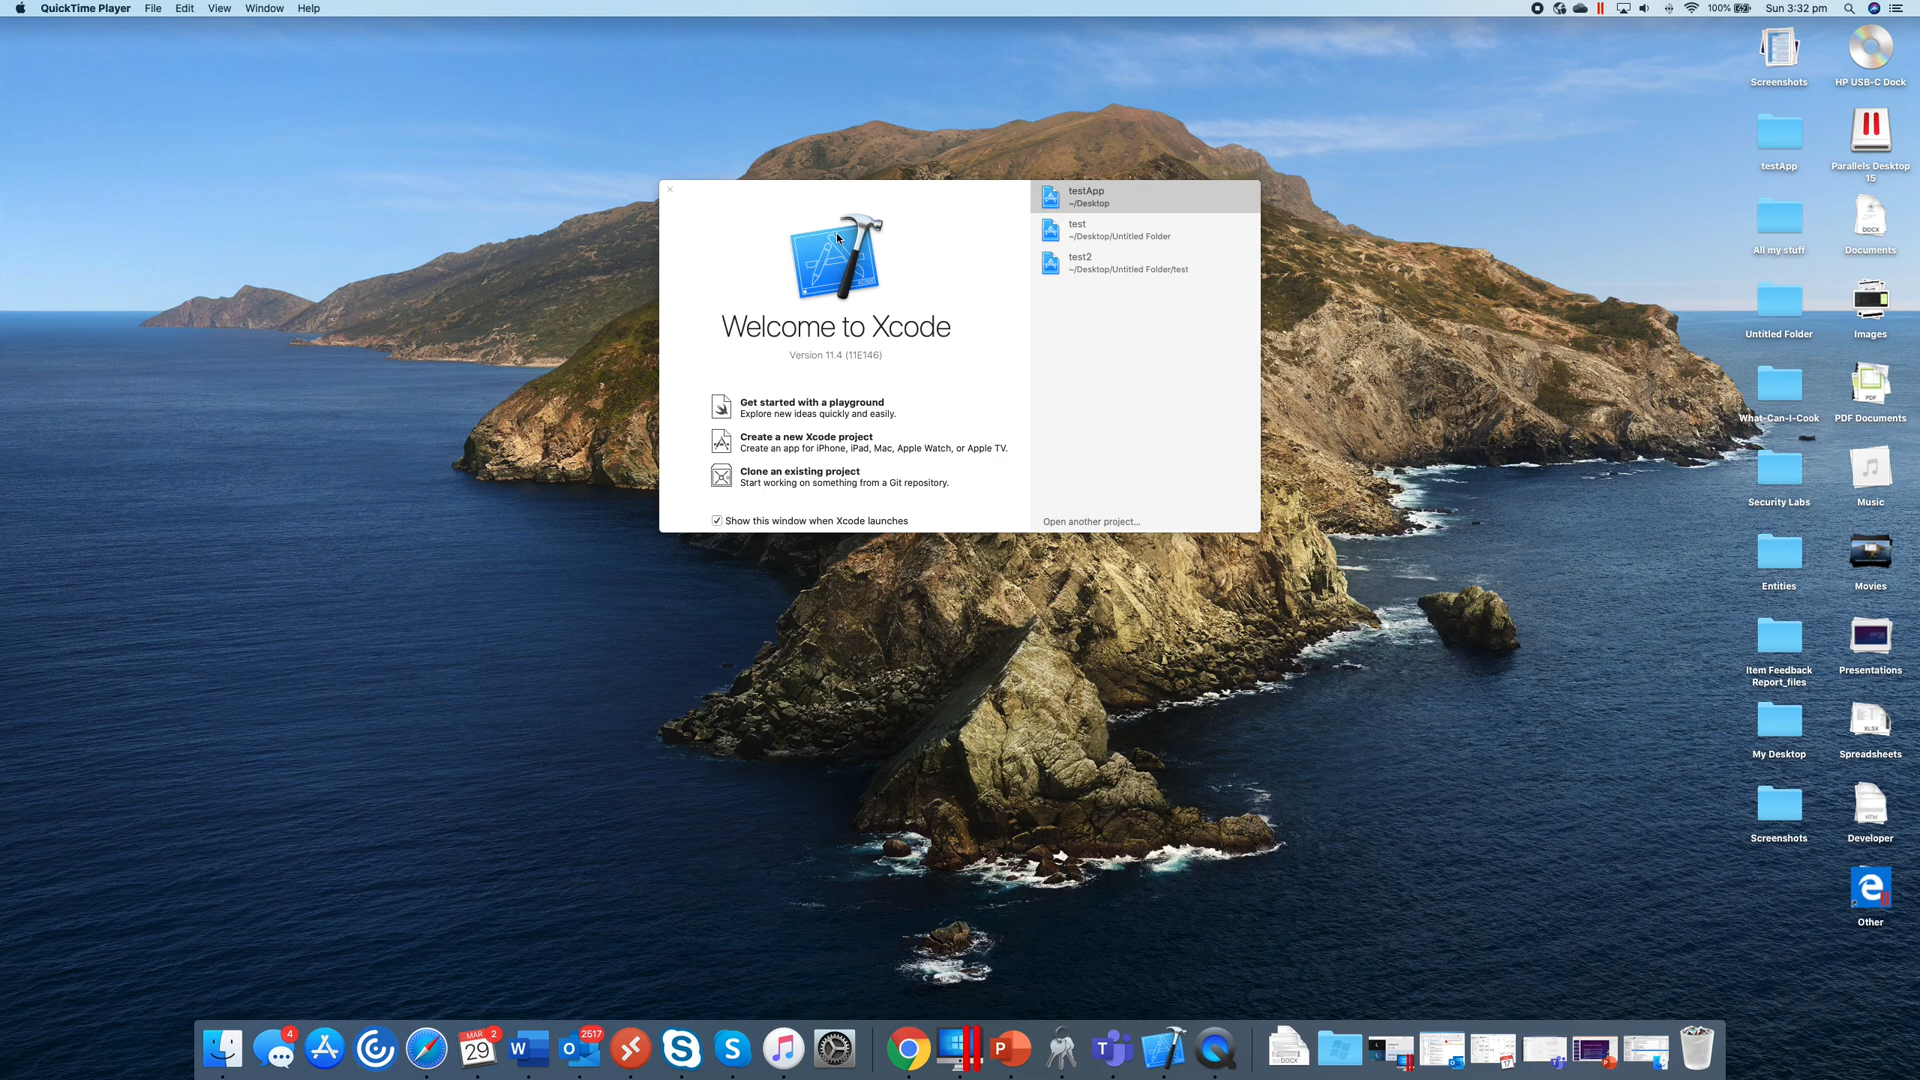 QuickTime Player File Edit View Window Help
100% Sun 3:32 pm
Screenshots
HP USB-C Dock
testApp
Parallels Desktop
15
All my stuff
Documents
DOCX
Untitled Folder
Images
What-Can-I-Cook
PDF Documents
PDF
Security Labs
Music
Entities
Movies
Item Feedback
Report_files
Presentations
My Desktop
Spreadsheets
XLSX
Screenshots
Developer
Other
Welcome to Xcode
Version 11.4 (11E146)
Get started with a playground
Explore new ideas quickly and easily.
Create a new Xcode project
Create an app for iPhone, iPad, Mac, Apple Watch, or Apple TV.
Clone an existing project
Start working on something from a Git repository.
Show this window when Xcode launches
testApp
~/Desktop
test
~/Desktop/Untitled Folder
test2
~/Desktop/Untitled Folder/test
Open another project...
4
MAR 2
29
W
O 2517
S
S
P
T
DOCX
17